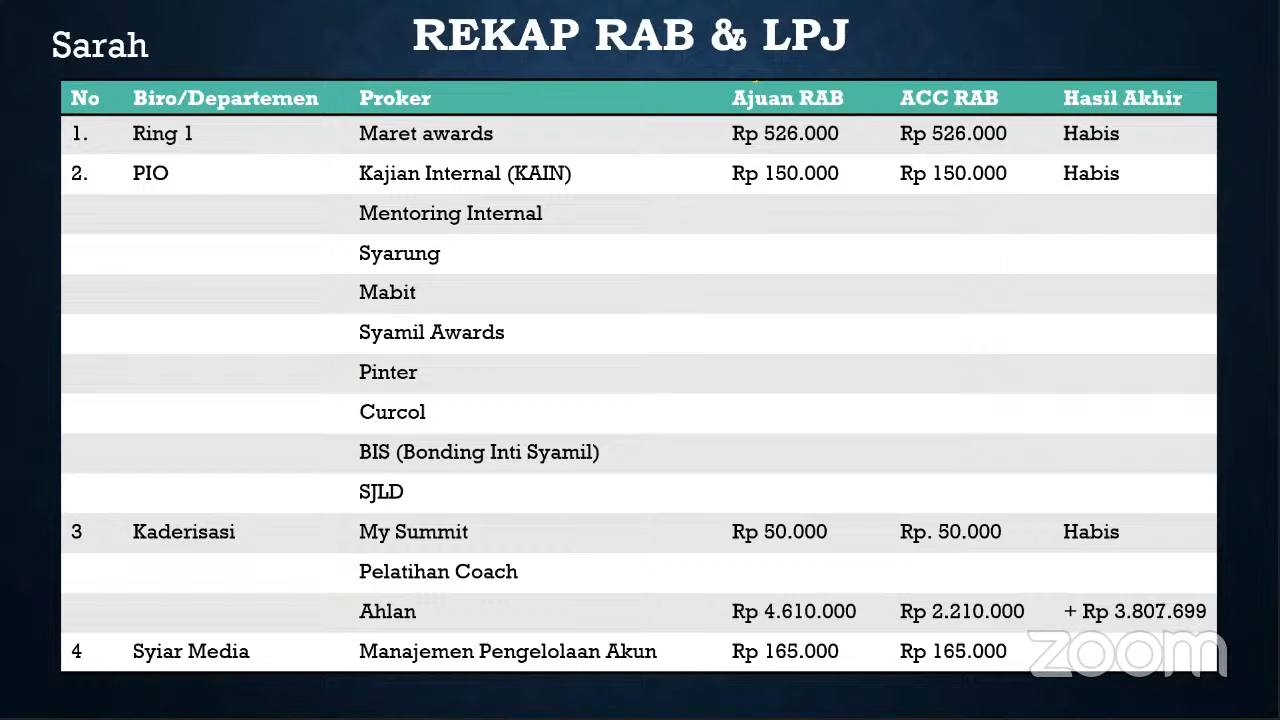 Sarah
REKAP RAB & LPJ
No Biro/Departemen Proker Ajuan RAB ACC RAB Hasil Akhir
1. Ring 1 Maret awards Rp 526.000 Rp 526.000 Habis
2. PIO Kajian Internal (KAIN) Rp 150.000 Rp 150.000 Habis
Mentoring Internal
Syarung
Mabit
Syamil Awards
Pinter
Curcol
BIS (Bonding Inti Syamil)
SJLD
3 Kaderisasi My Summit Rp 50.000 Rp. 50.000 Habis
Pelatihan Coach
Ahlan Rp 4.610.000 Rp 2.210.000 + Rp 3.807.699
4 Syiar Media Manajemen Pengelolaan Akun Rp 165.000 Rp 165.000
zoom